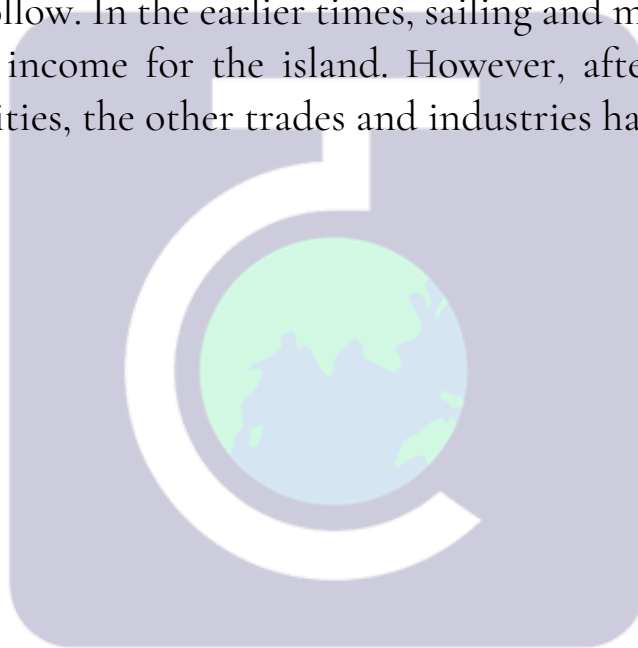 ollow. In the earlier times, sailing and m
income for the island. However, afte
ities, the other trades and industries ha